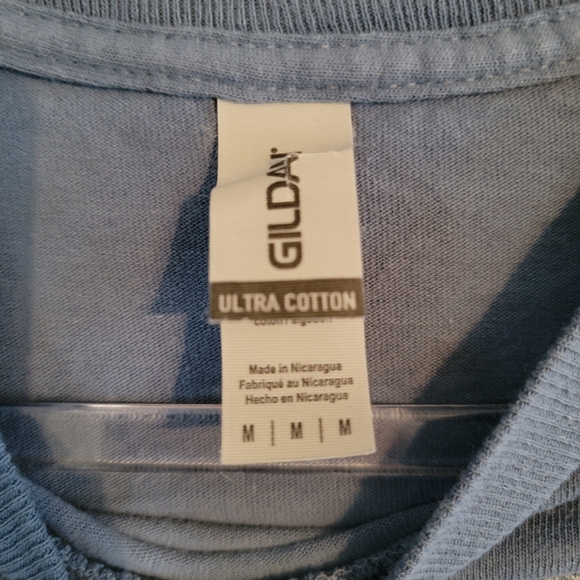 GILDA
ULTRA COTTON
Made in Nicaragua
Fabriqué au Nicaragua
Hecho en Nicaragua
M | M | M